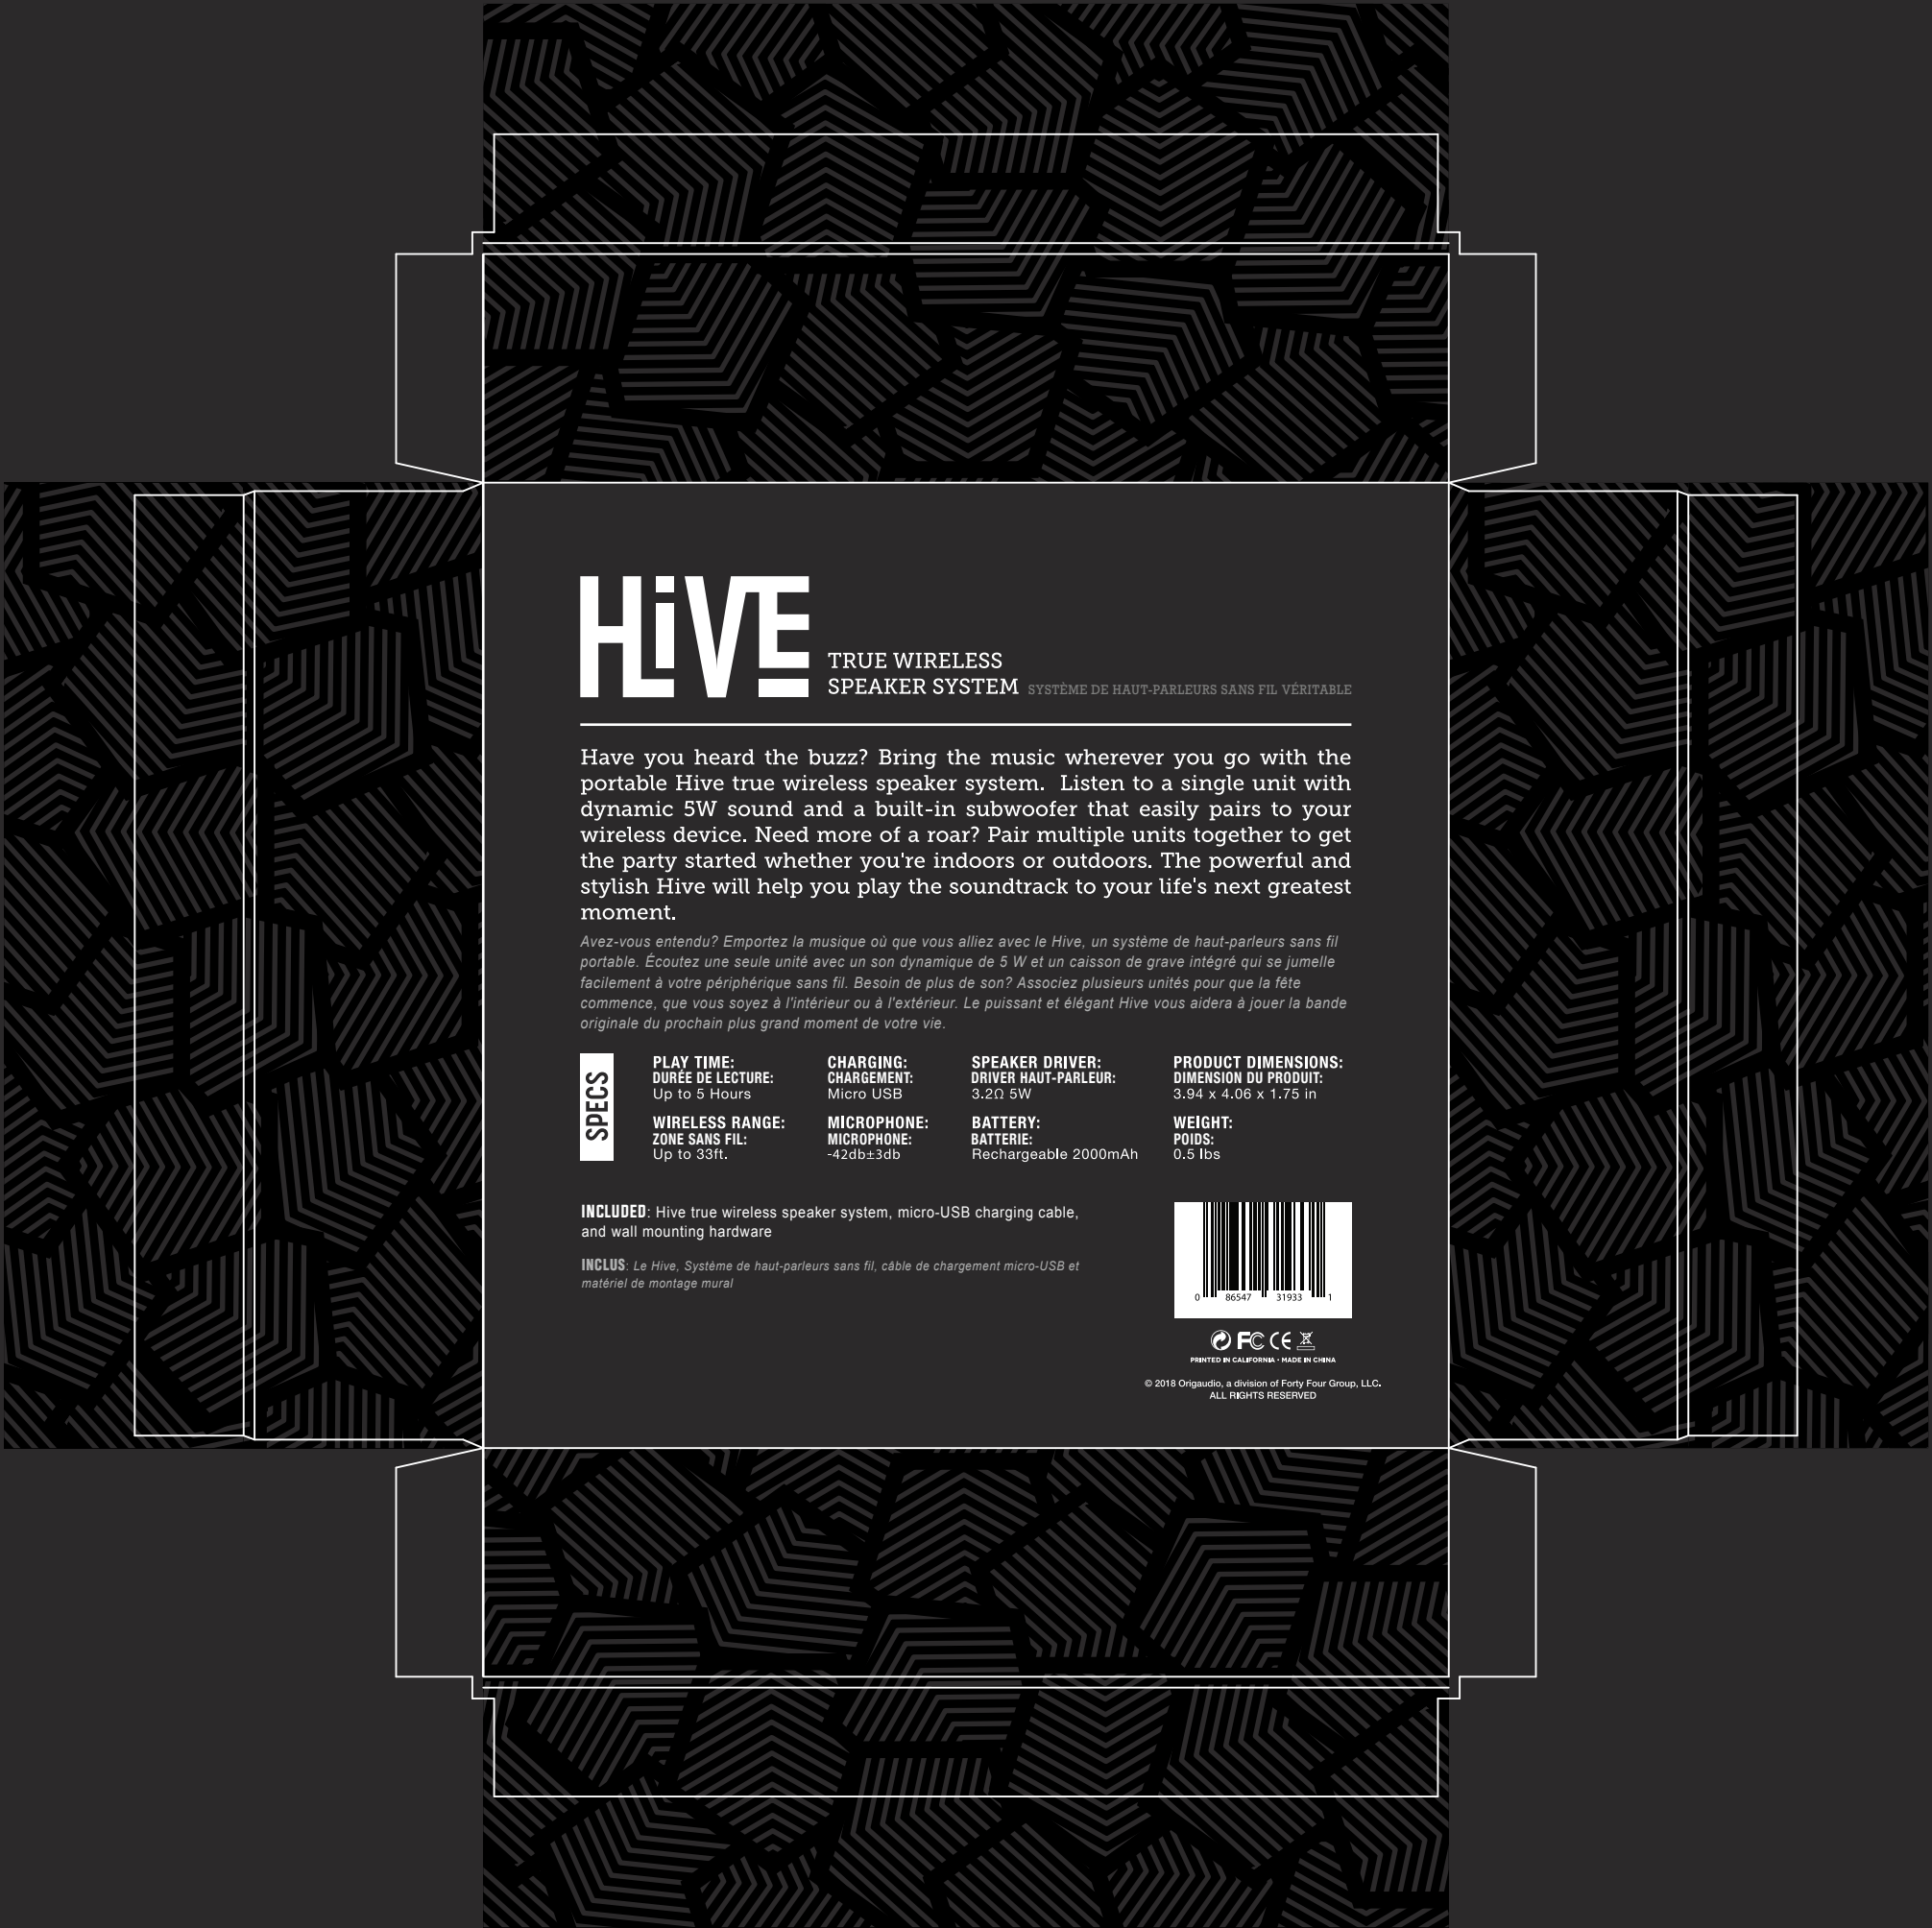 HiVE
TRUE WIRELESS
SPEAKER SYSTEM SYSTÈME DE HAUT-PARLEURS SANS FIL VÉRITABLE
Have you heard the buzz? Bring the music wherever you go with the
portable Hive true wireless speaker system. Listen to a single unit with
dynamic 5W sound and a built-in subwoofer that easily pairs to your
wireless device. Need more of a roar? Pair multiple units together to get
the party started whether you're indoors or outdoors. The powerful and
stylish Hive will help you play the soundtrack to your life's next greatest
moment.
Avez-vous entendu? Emportez la musique où que vous alliez avec le Hive, un système de haut-parleurs sans fil
portable. Écoutez une seule unité avec un son dynamique de 5 W et un caisson de grave intégré qui se jumelle
facilement à votre périphérique sans fil. Besoin de plus de son? Associez plusieurs unités pour que la fête
commence, que vous soyez à l'intérieur ou à l'extérieur. Le puissant et élégant Hive vous aidera à jouer la bande
originale du prochain plus grand moment de votre vie.
SPECS
PLAY TIME:
DURÉE DE LECTURE:
Up to 5 Hours
CHARGING:
CHARGEMENT:
Micro USB
SPEAKER DRIVER:
DRIVER HAUT-PARLEUR:
3.2Ω 5W
PRODUCT DIMENSIONS:
DIMENSION DU PRODUIT:
3.94 x 4.06 x 1.75 in
WIRELESS RANGE:
ZONE SANS FIL:
Up to 33ft.
MICROPHONE:
MICROPHONE:
-42db±3db
BATTERY:
BATTERIE:
Rechargeable 2000mAh
WEIGHT:
POIDS:
0.5 lbs
INCLUDED: Hive true wireless speaker system, micro-USB charging cable,
and wall mounting hardware
INCLUS: Le Hive, Systéme de haut-parleurs sans fil, câble de chargement micro-USB et
matériel de montage mural
0 86547 31933 1
FC CE
PRINTED IN CALIFORNIA • MADE IN CHINA
© 2018 Origaudio, a division of Forty Four Group, LLC.
ALL RIGHTS RESERVED